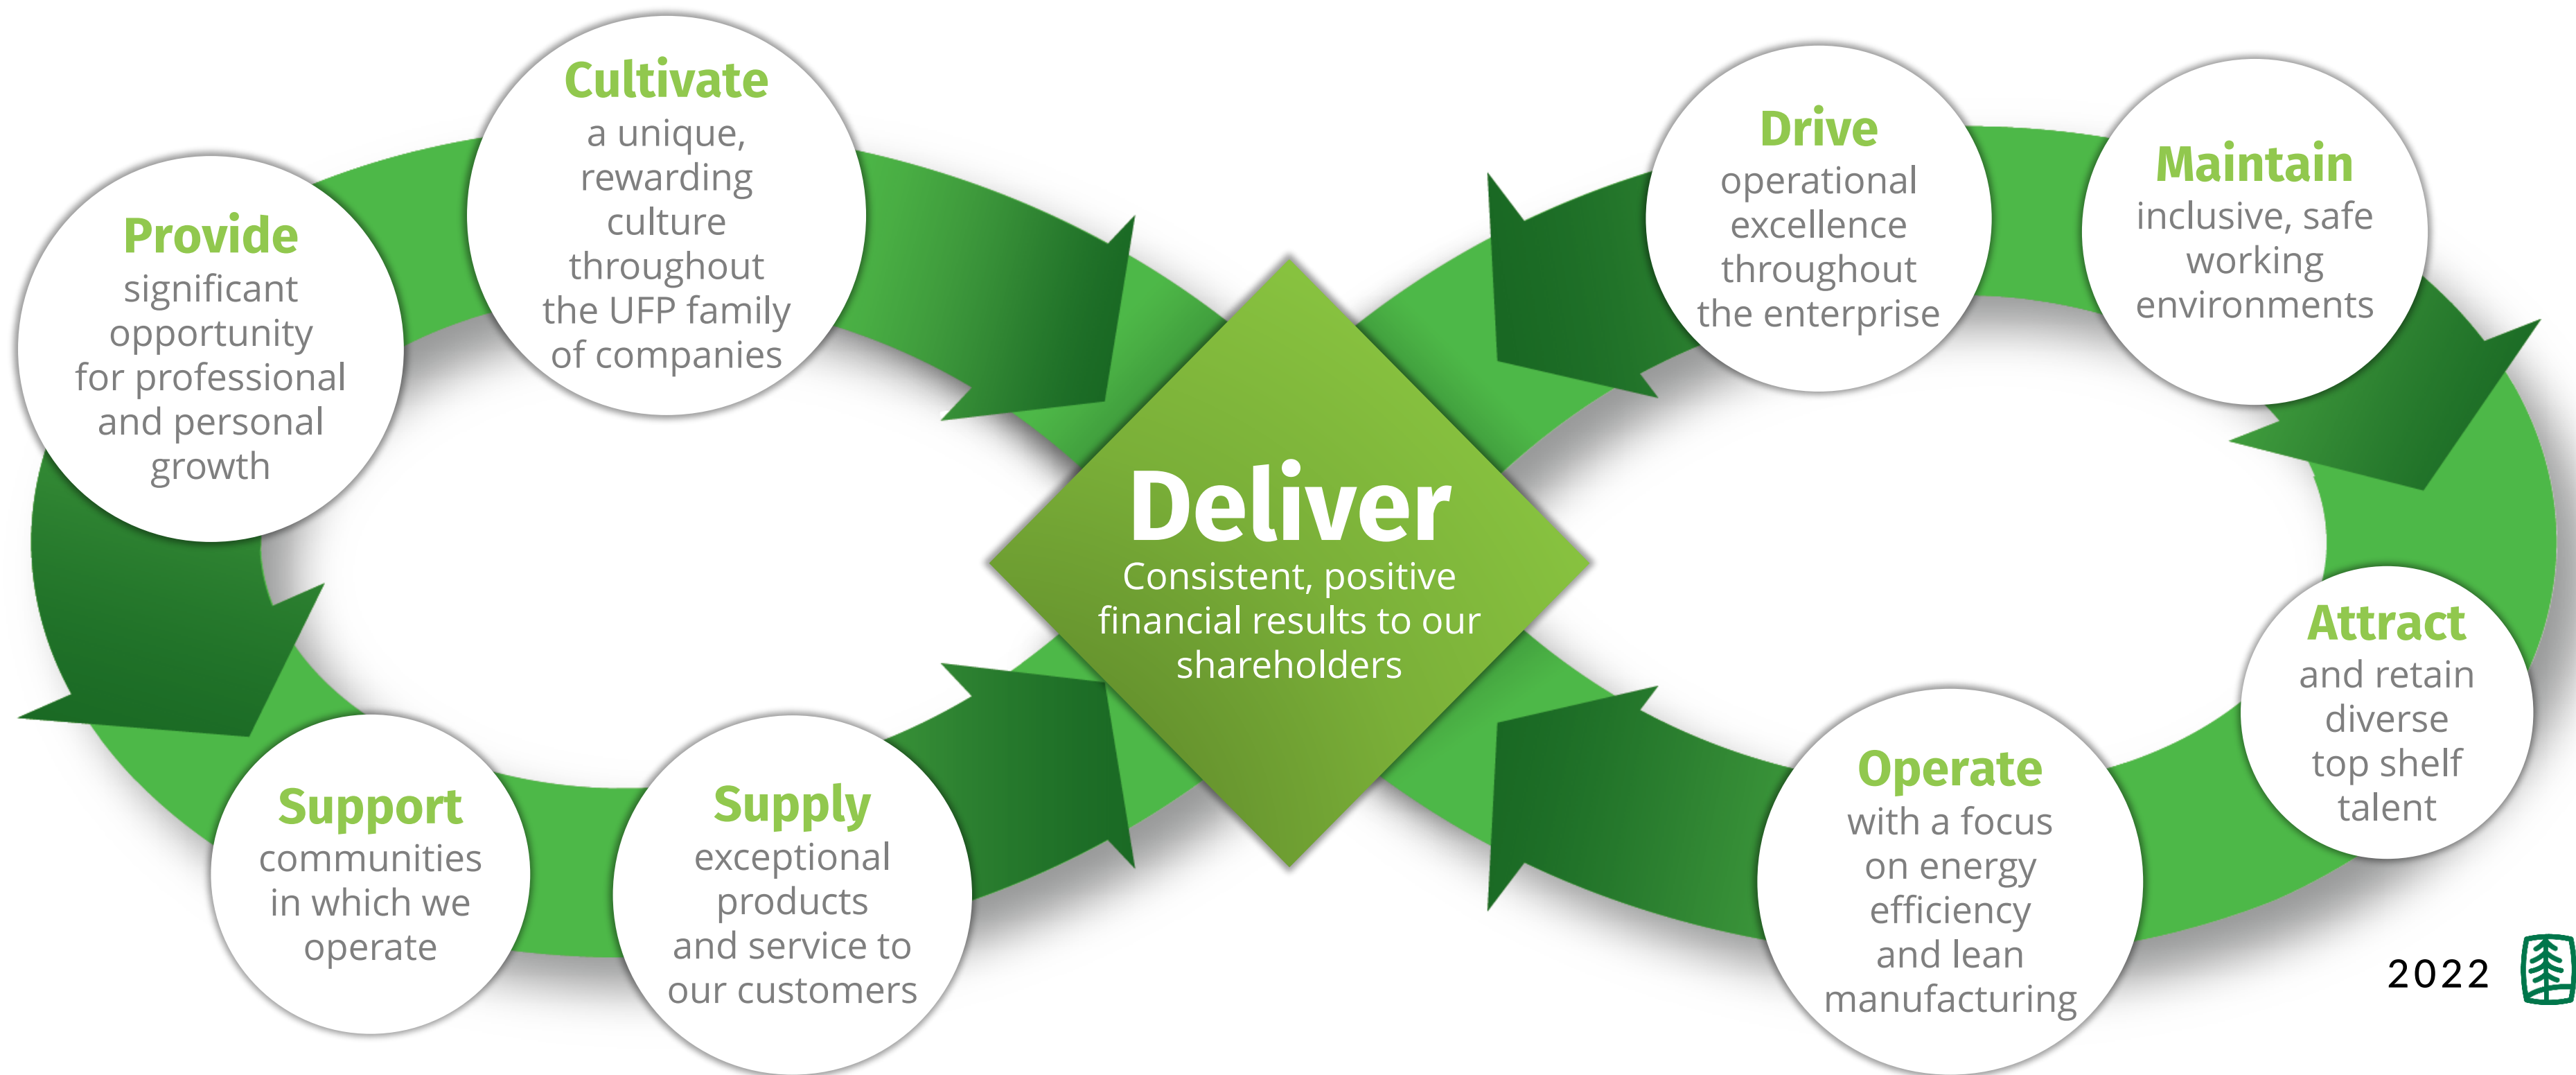 Provide
significant
opportunity
for professional
and personal
growth
Cultivate
a unique,
rewarding
culture
throughout
the UFP family
of companies
Support
communities
in which we
operate
Supply
exceptional
products
and service to
our customers
Deliver
Consistent, positive
financial results to our
shareholders
Drive
operational
excellence
throughout
the enterprise
Maintain
inclusive, safe
working
environments
Attract
and retain
diverse
top shelf
talent
Operate
with a focus
on energy
efficiency
and lean
manufacturing
2022